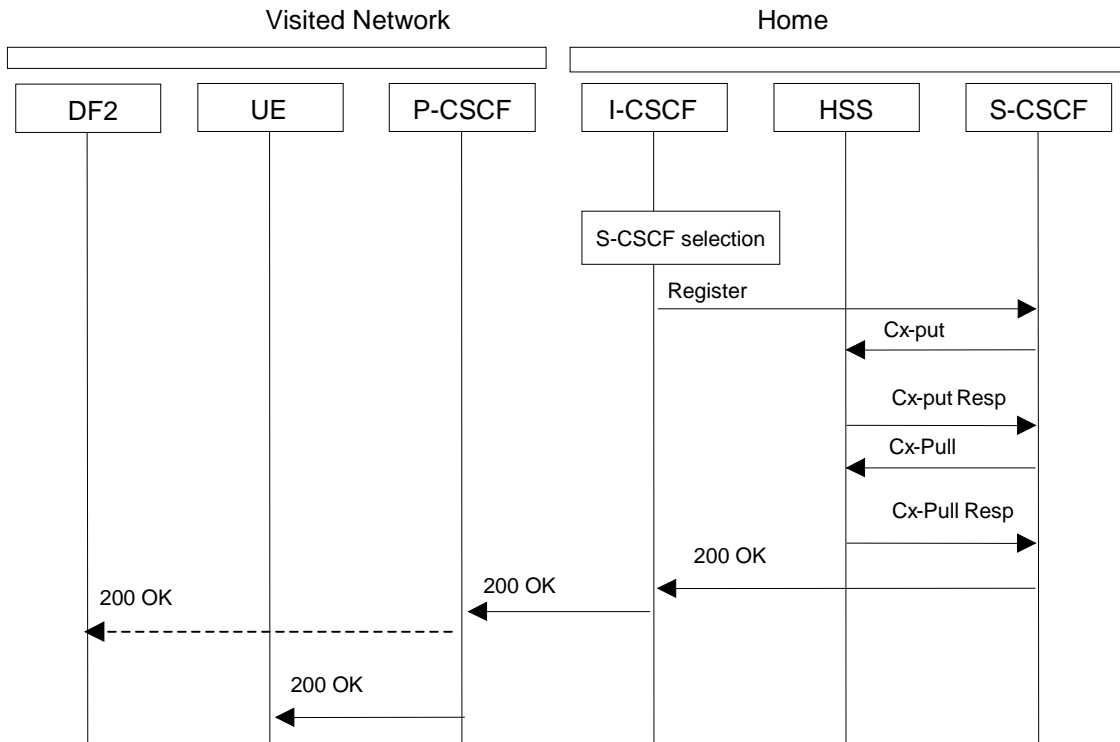 Visited Network
Home
DF2
UE
P-CSCF
I-CSCF
HSS
S-CSCF
S-CSCF selection
Register
Cx-put
Cx-put Resp
Cx-Pull
Cx-Pull Resp
200 OK
200 OK
200 OK
200 OK